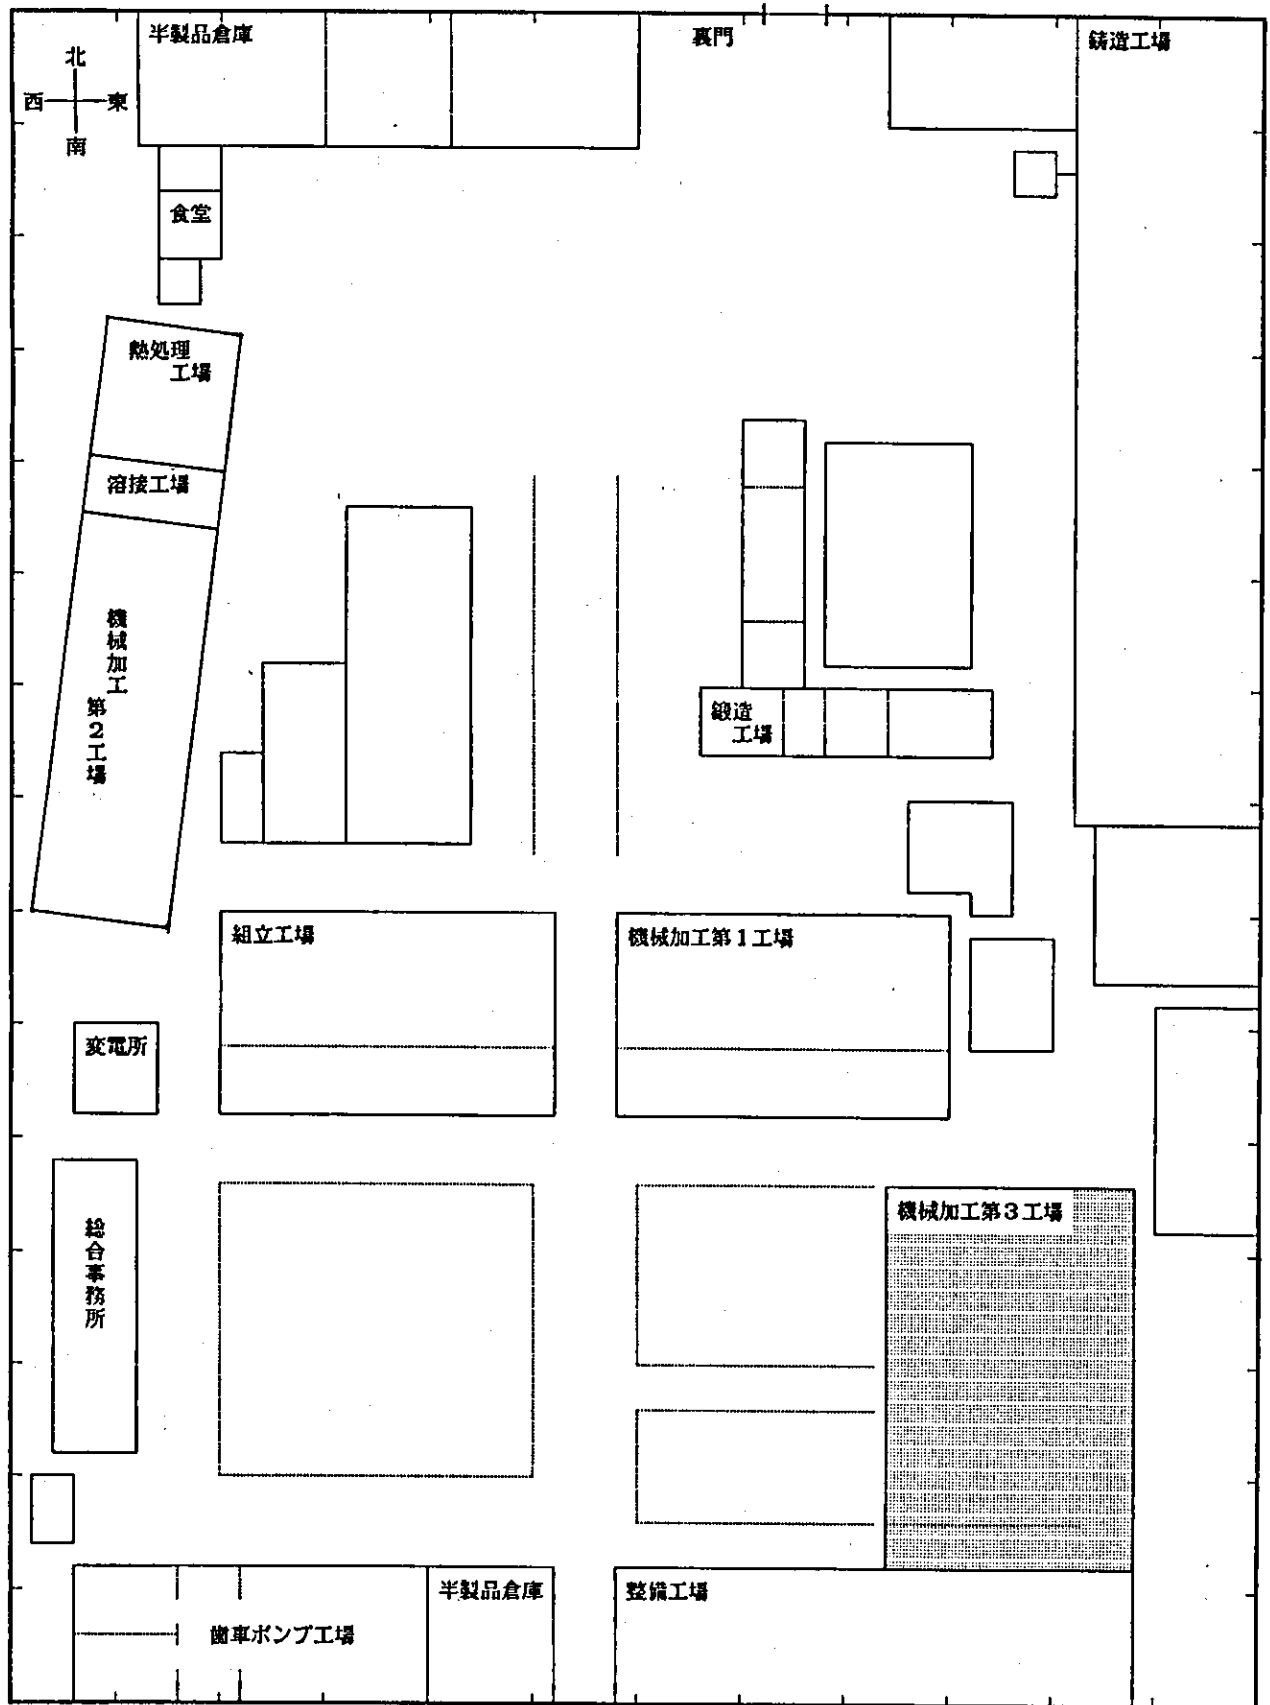 半製品倉庫
裏門
鋳造工場
北
西
東
南
食堂
熱処理
工場
溶接工場
機械加工
第2工場
鍛造
工場
組立工場
機械加工第1工場
変電所
機械加工第3工場
総合事務所
半製品倉庫
整備工場
歯車ポンプ工場